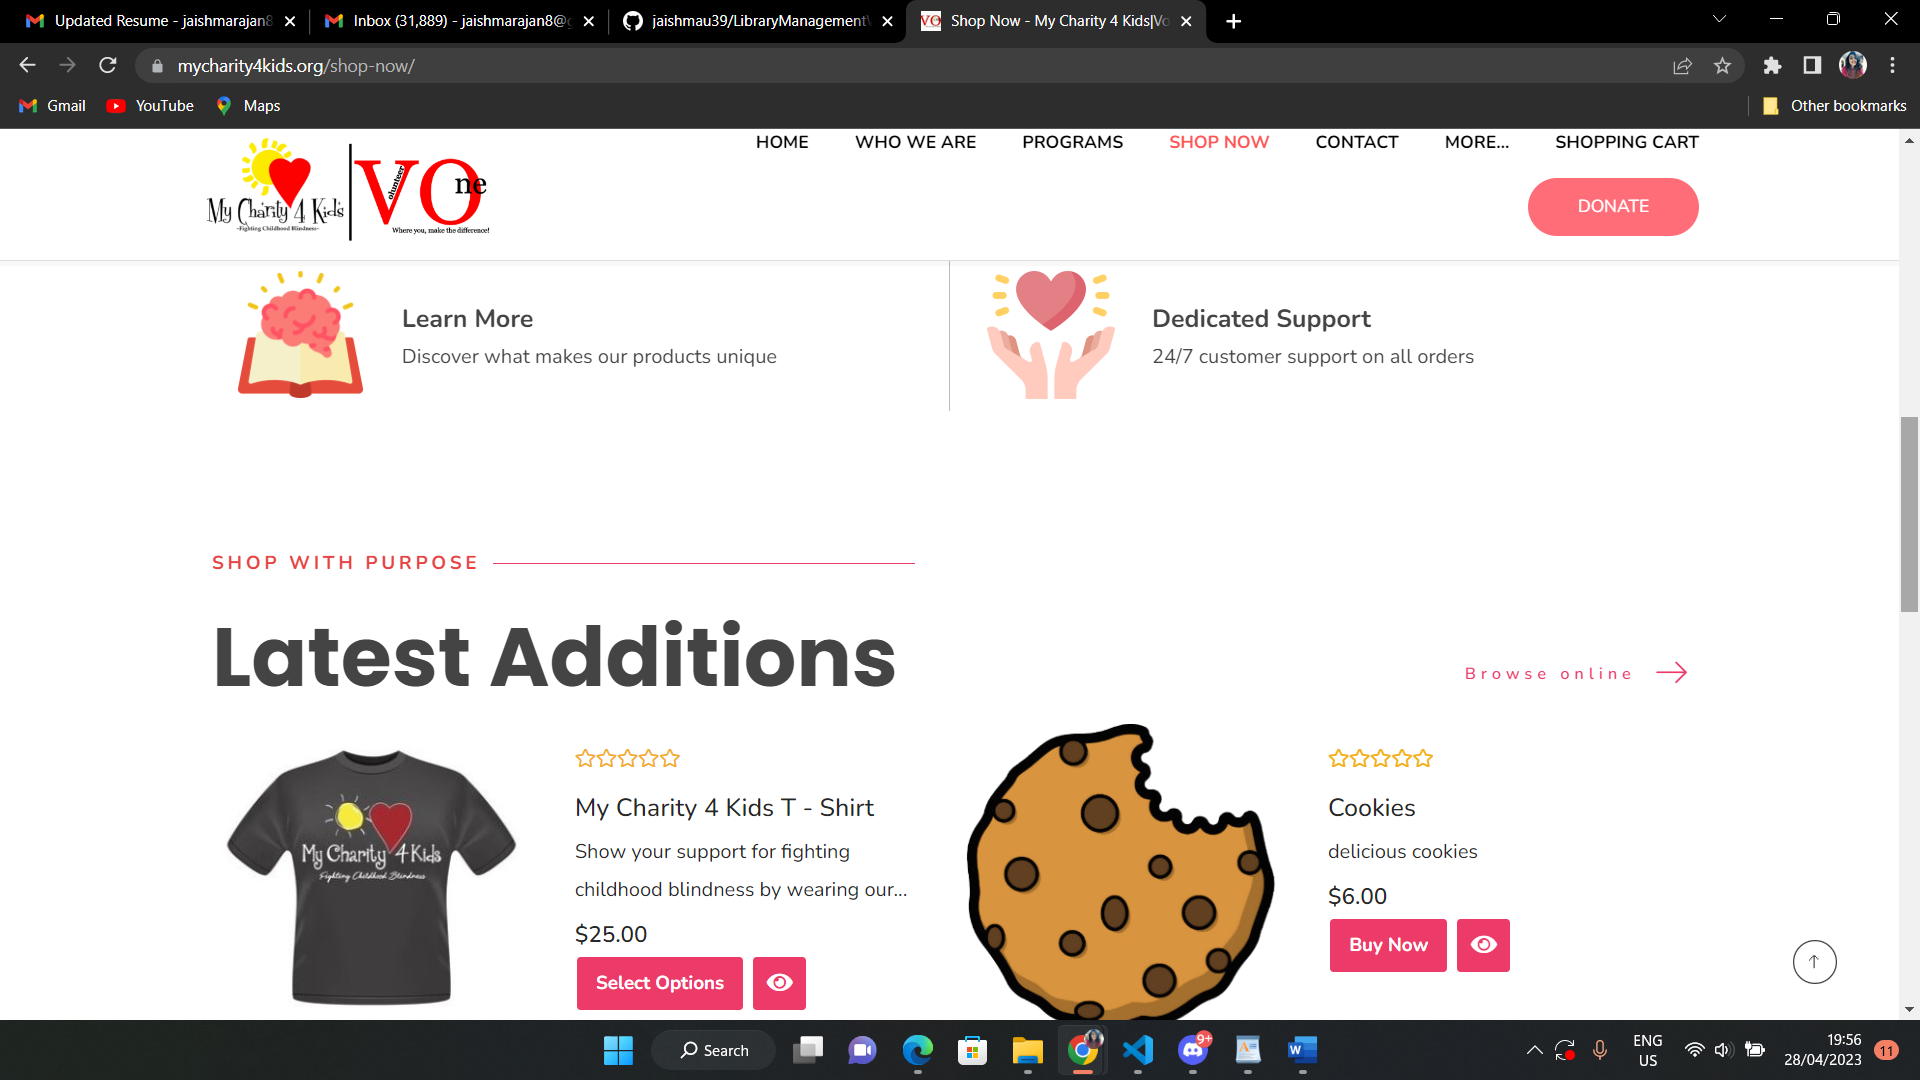 Updated Resume - jaishmarajan8
Inbox (31,889) - jaishmarajan8@g
jaishmau39/LibraryManagement
Shop Now - My Charity 4 Kids|Vo
mycharity4kids.org/shop-now/
Gmail
YouTube
Maps
Other bookmarks
My Charity 4 Kids
-Fighting Childhood Blindness-
Volunteer One
Where you, make the difference!
HOME
WHO WE ARE
PROGRAMS
SHOP NOW
CONTACT
MORE...
SHOPPING CART
DONATE
Learn More
Discover what makes our products unique
Dedicated Support
24/7 customer support on all orders
SHOP WITH PURPOSE
Latest Additions
Browse online
My Charity 4 Kids
Fighting Childhood Blindness
My Charity 4 Kids T - Shirt
Show your support for fighting
childhood blindness by wearing our...
$25.00
Select Options
Cookies
delicious cookies
$6.00
Buy Now
Search
9+
ENG
US
19:56
28/04/2023
11